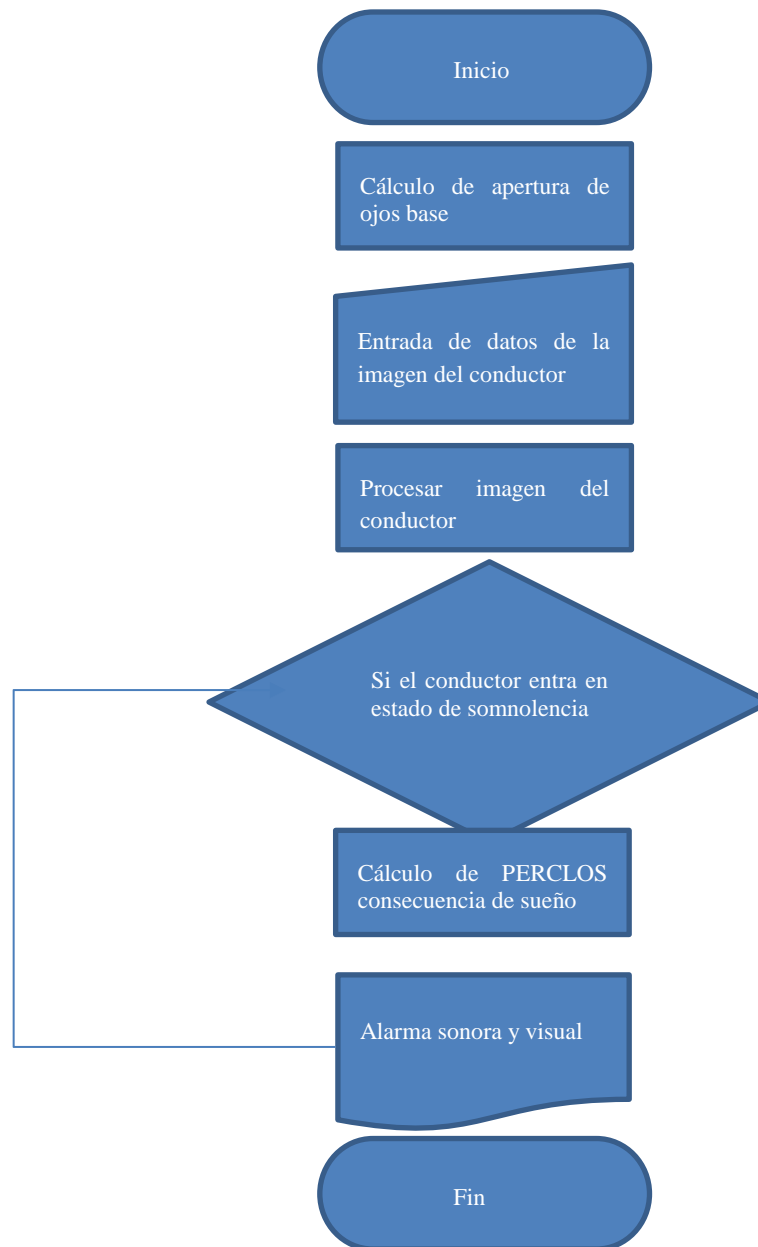 Inicio
Cálculo de apertura de
ojos base
Entrada de datos de la
imagen del conductor
Procesar imagen del
conductor
Si el conductor entra en
estado de somnolencia
Cálculo de PERCLOS
consecuencia de sueño
Alarma sonora y visual
Fin